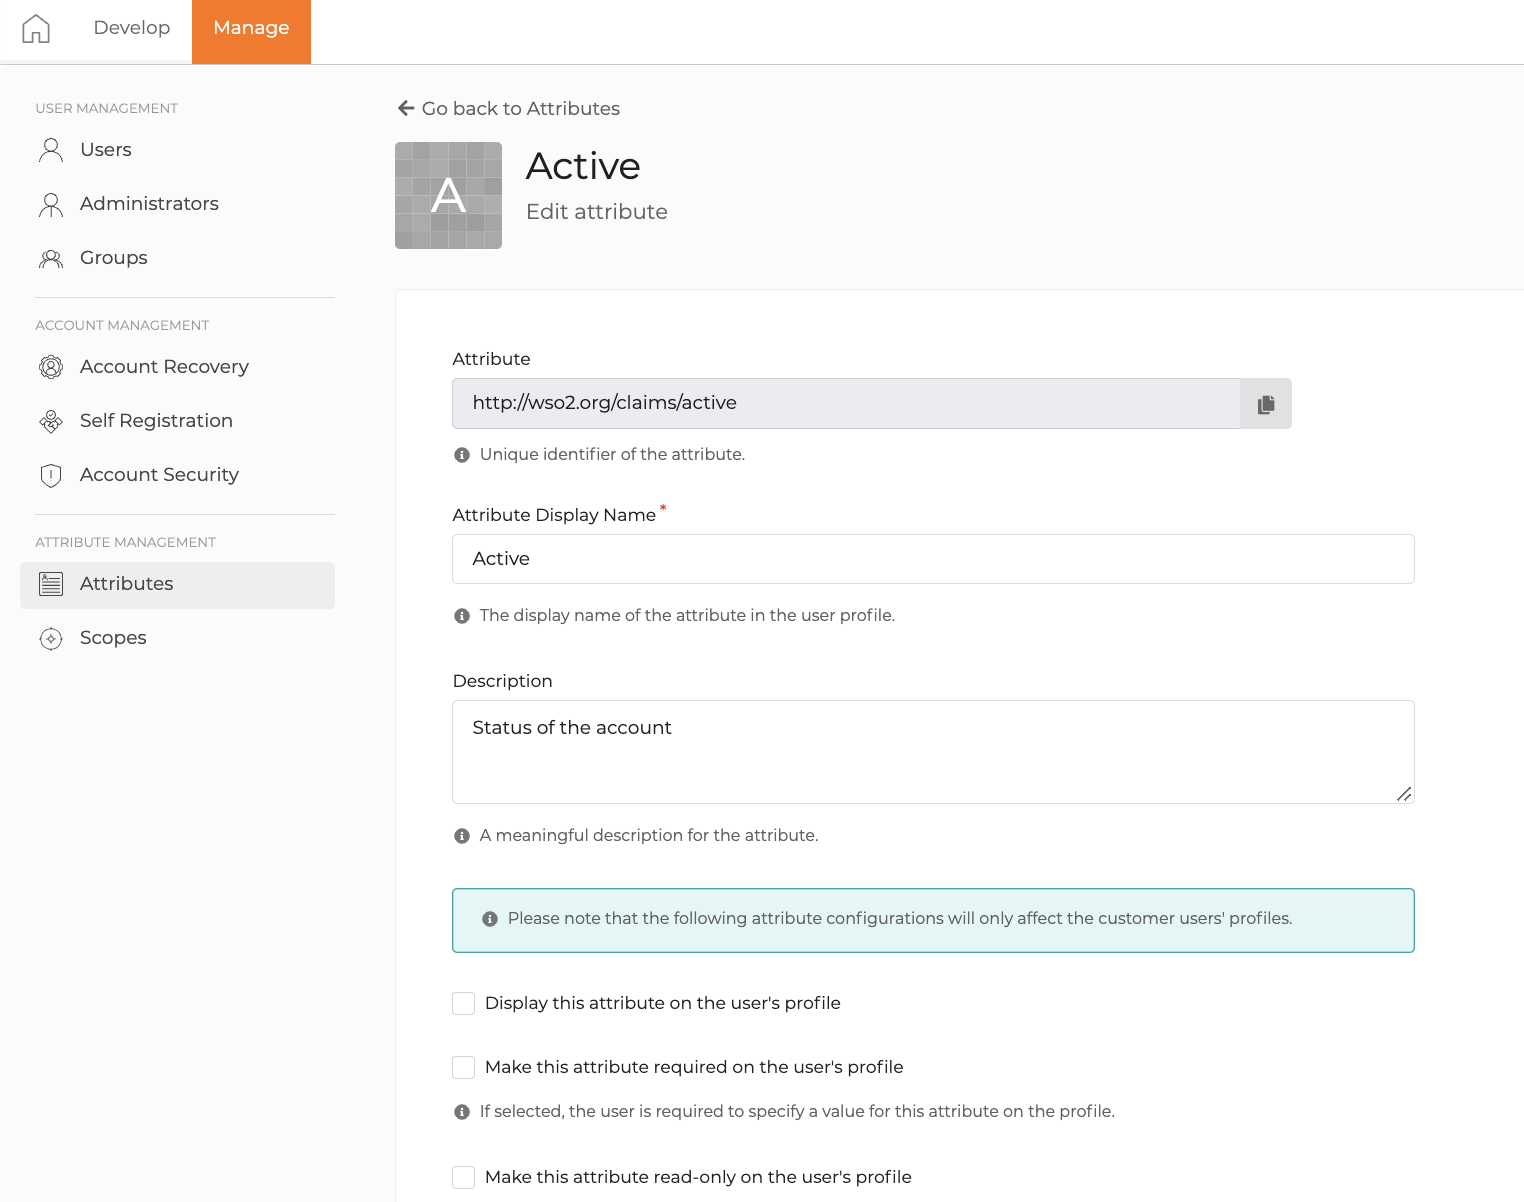 Develop
Manage
USER MANAGEMENT
Users
Administrators
Groups
ACCOUNT MANAGEMENT
Account Recovery
Self Registration
Account Security
ATTRIBUTE MANAGEMENT
Attributes
Scopes
Go back to Attributes
A
Active
Edit attribute
Attribute
http://wso2.org/claims/active
Unique identifier of the attribute.
Attribute Display Name *
Active
The display name of the attribute in the user profile.
Description
Status of the account
A meaningful description for the attribute.
Please note that the following attribute configurations will only affect the customer users' profiles.
Display this attribute on the user's profile
Make this attribute required on the user's profile
If selected, the user is required to specify a value for this attribute on the profile.
Make this attribute read-only on the user's profile